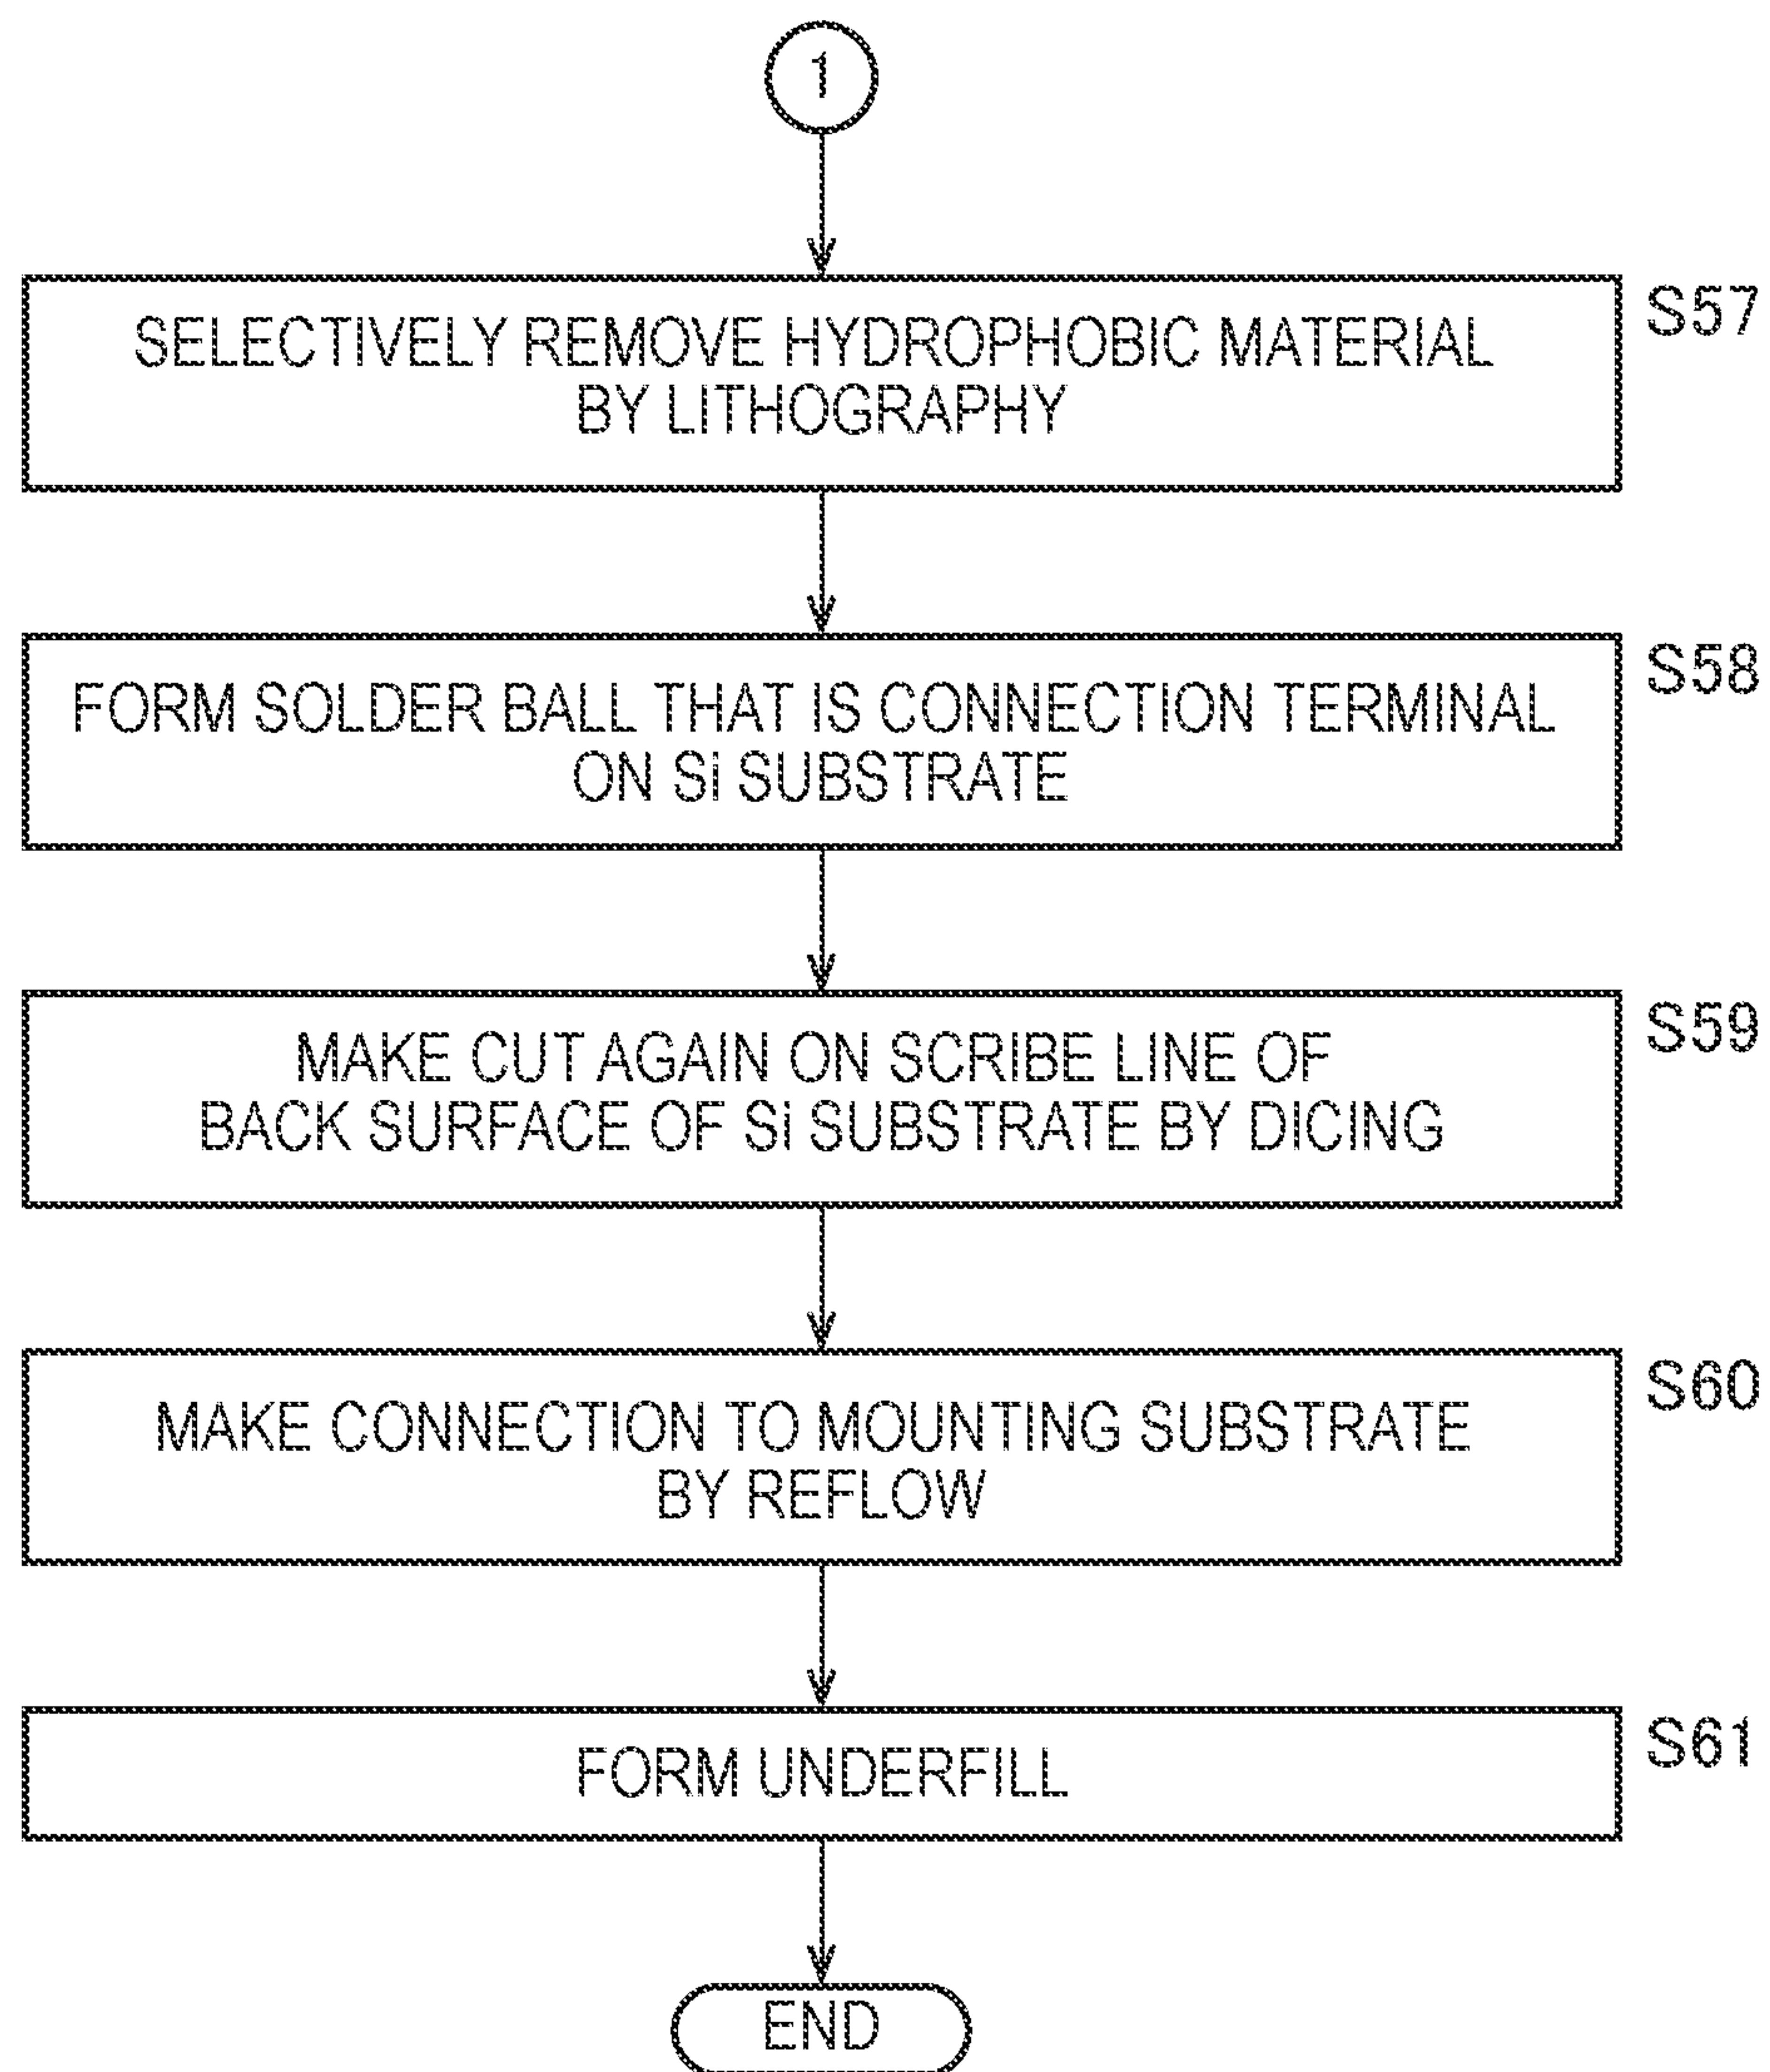 1
SELECTIVELY REMOVE HYDROPHOBIC MATERIAL
BY LITHOGRAPHY
S57
FORM SOLDER BALL THAT IS CONNECTION TERMINAL
ON Si SUBSTRATE
S58
MAKE CUT AGAIN ON SCRIBE LINE OF
BACK SURFACE OF Si SUBSTRATE BY DICING
S59
MAKE CONNECTION TO MOUNTING SUBSTRATE
BY REFLOW
S60
FORM UNDERFILL
S61
END